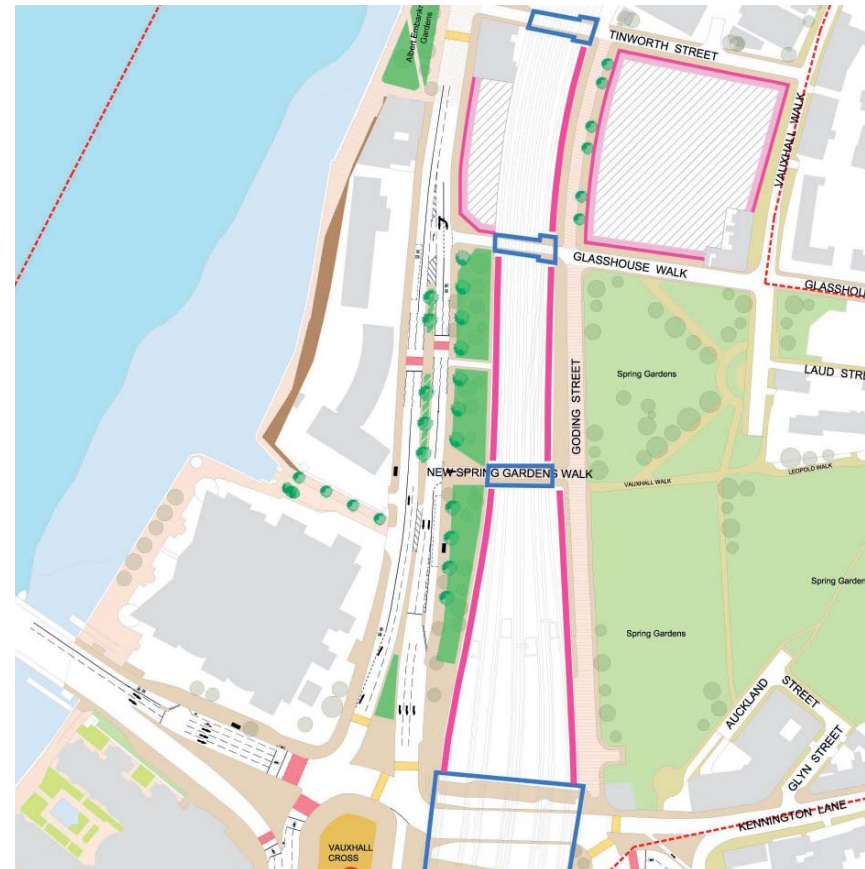 Albert Embankment
Gardens
TINWORTH STREET
VAUXHALL WALK
GLASSHOUSE WALK
GLASSHOU
Spring Gardens
LAUD STRE
GODING STREET
NEW SPRING GARDENS WALK
VAUXHALL WALK
LEOPOLD WALK
Spring Garden
Spring Gardens
AUCKLAND
STREET
GLYN STREET
KENNINGTON LANE
VAUXHALL
CROSS